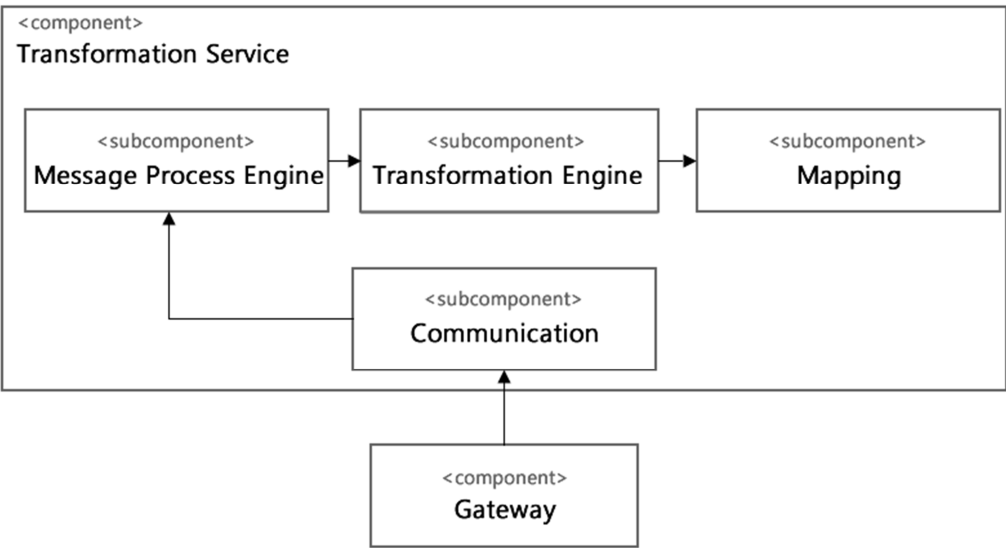 <component>
Transformation Service
<subcomponent>
Message Process Engine
<subcomponent>
Transformation Engine
<subcomponent>
Mapping
<subcomponent>
Communication
<component>
Gateway